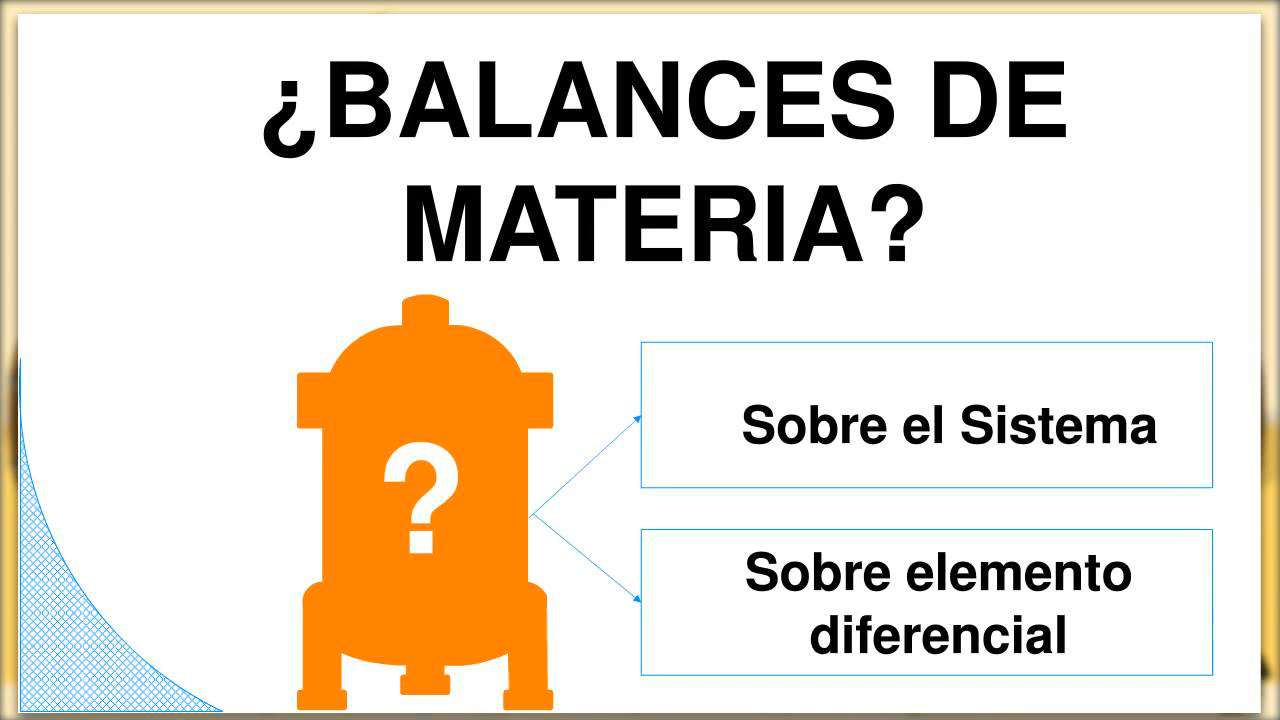 ¿BALANCES DE
MATERIA?
?
Sobre el Sistema
Sobre elemento
diferencial